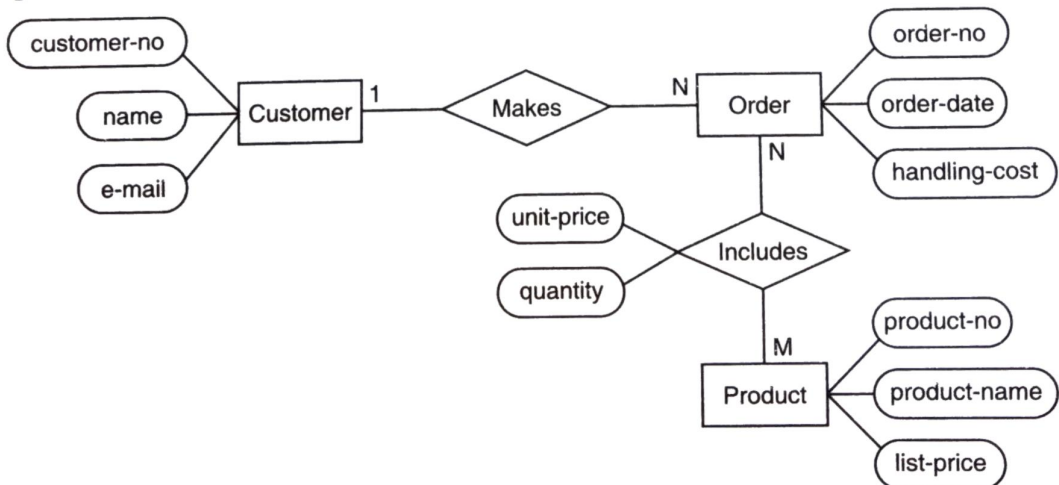 customer-no
name
e-mail
Customer
1
Makes
N
Order
order-no
order-date
handling-cost
N
unit-price
quantity
Includes
M
Product
product-no
product-name
list-price